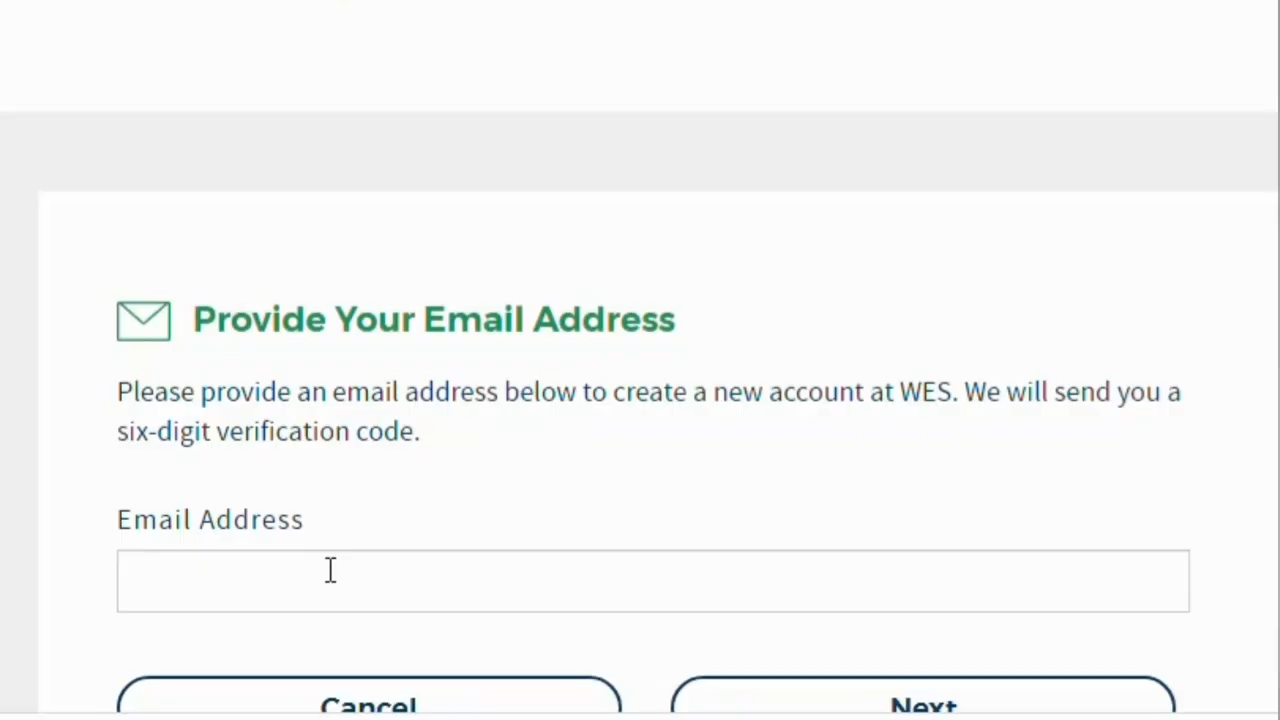 Provide Your Email Address
Please provide an email address below to create a new account at WES. We will send you a
six-digit verification code.
Email Address
Cancel
Next